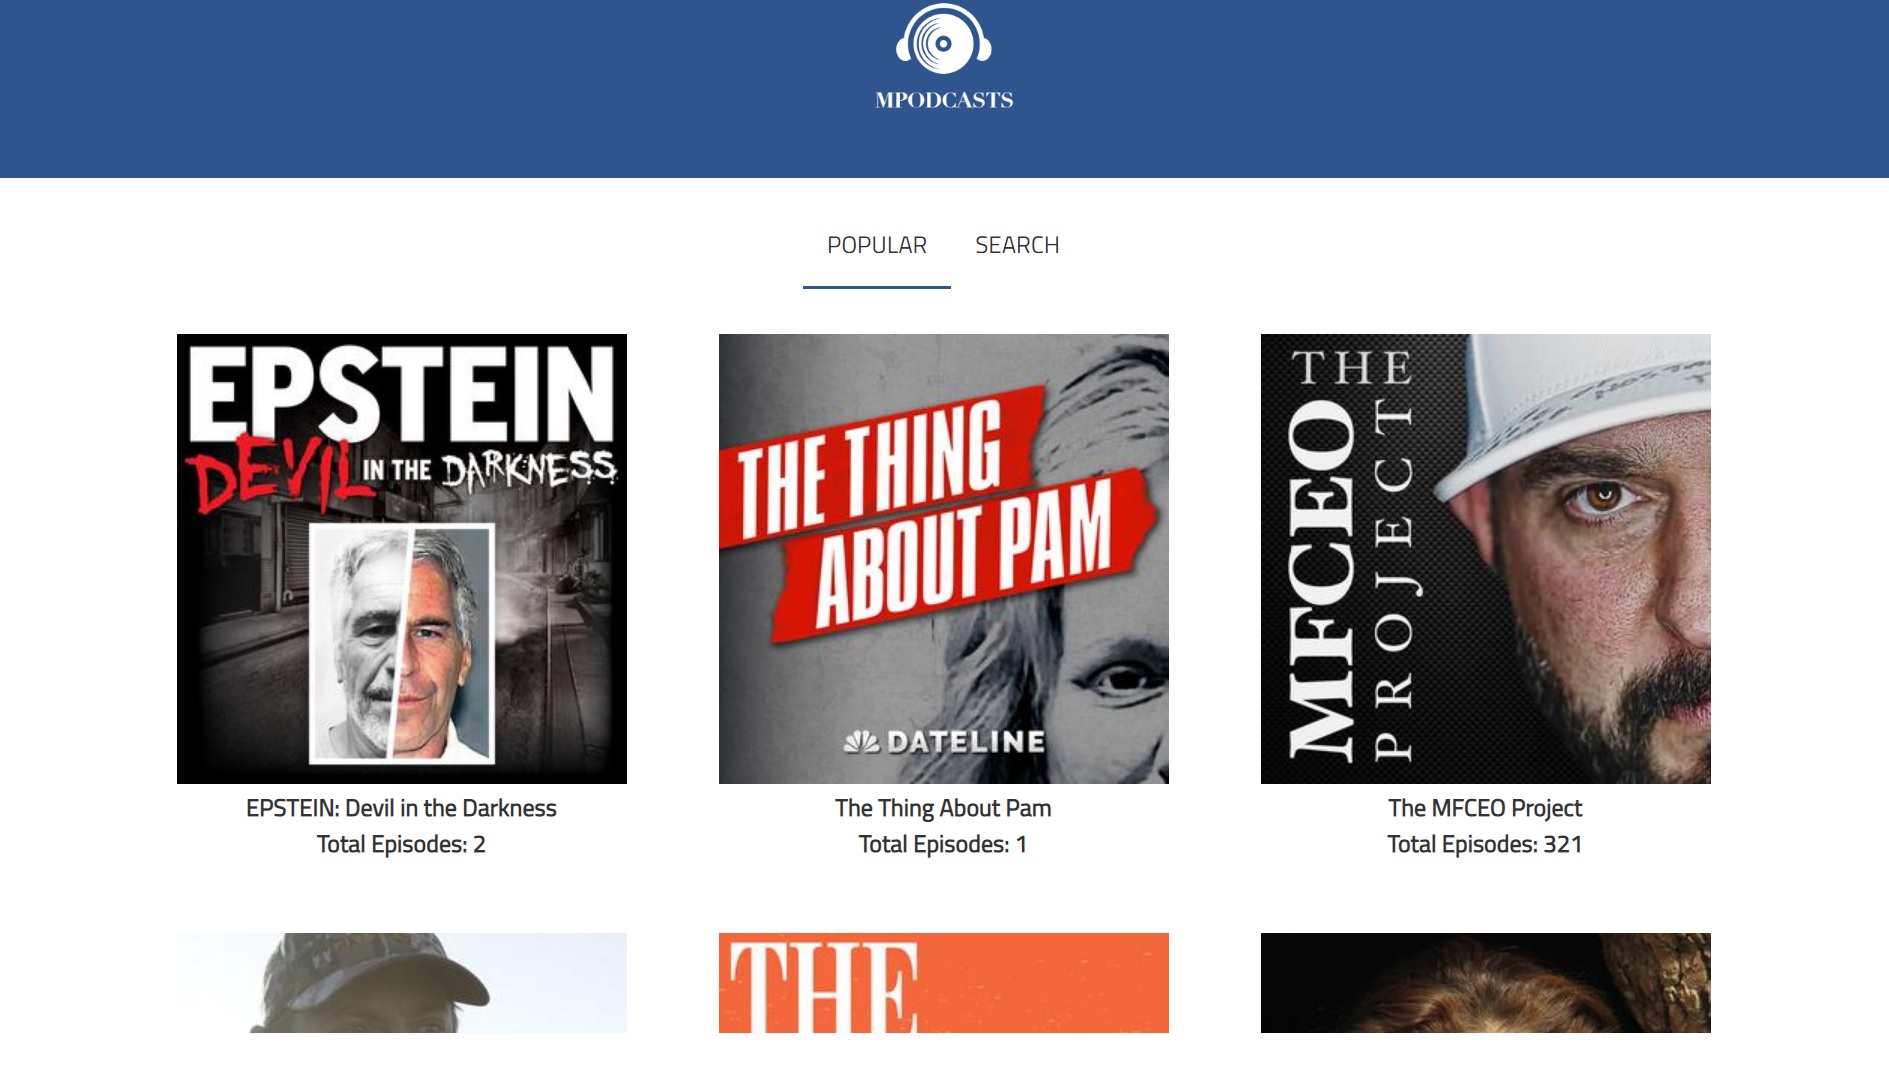 MPODCASTS
POPULAR
SEARCH
EPSTEIN
DEVIL IN THE DARKNESS
THE THING
ABOUT PAM
DATELINE
THE
MFCEO
PROJECT
EPSTEIN: Devil in the Darkness
Total Episodes: 2
The Thing About Pam
Total Episodes: 1
The MFCEO Project
Total Episodes: 321
THE